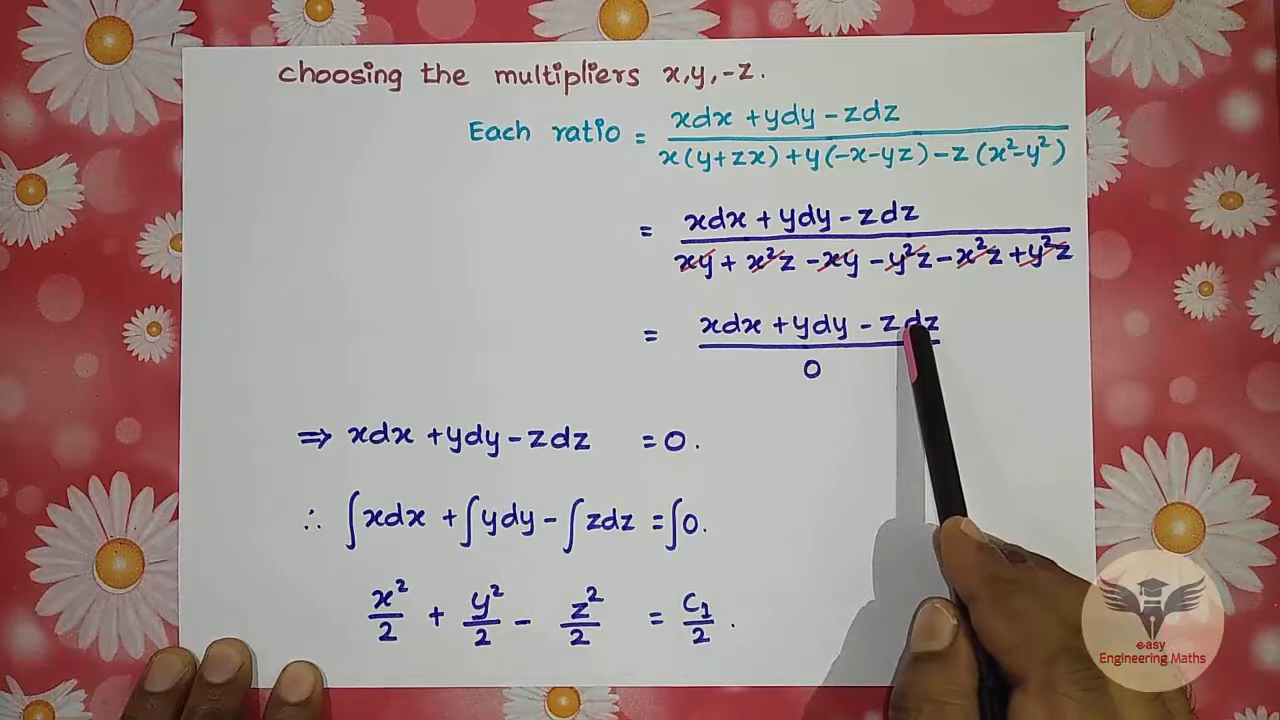 choosing the multipliers x,y,-z.
Each ratio = xdx + ydy - zdz / x(y+zx)+y(-x-yz)-z(x²-y²)
= xdx + ydy - zdz / xy + x²z - xy - y²z - x²z + y²z
= xdx + ydy - zdz / 0
⇒ xdx + ydy - zdz = 0.
∴ ∫xdx + ∫ydy - ∫zdz = ∫0.
x²/2 + y²/2 - z²/2 = C₁/2 .
easy
Engineering Maths